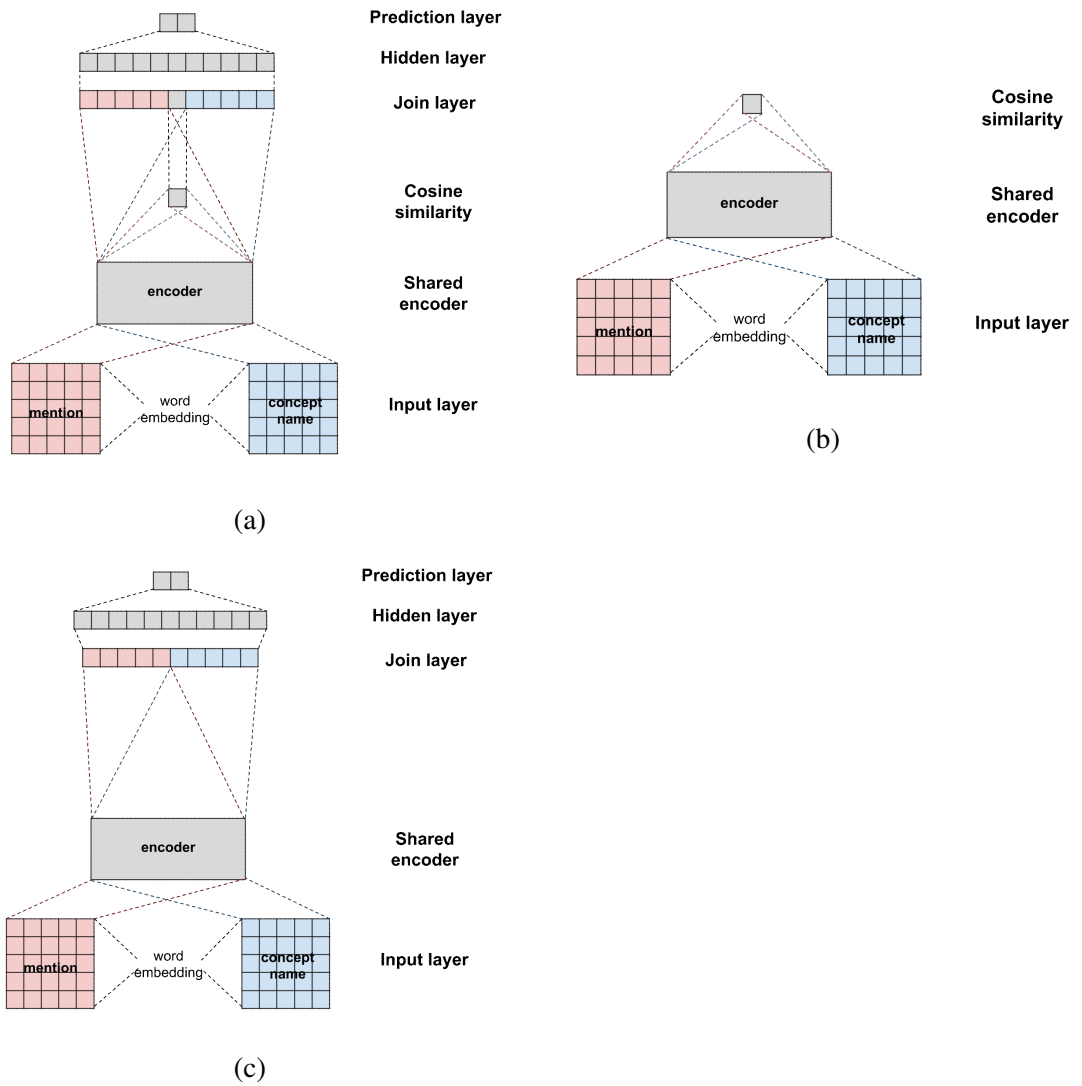 Prediction layer
Hidden layer
Join layer
Cosine
similarity
encoder
Shared
encoder
mention
word
embedding
concept
name
Input layer
(a)
Cosine
similarity
encoder
Shared
encoder
mention
word
embedding
concept
name
Input layer
(b)
Prediction layer
Hidden layer
Join layer
encoder
Shared
encoder
mention
word
embedding
concept
name
Input layer
(c)